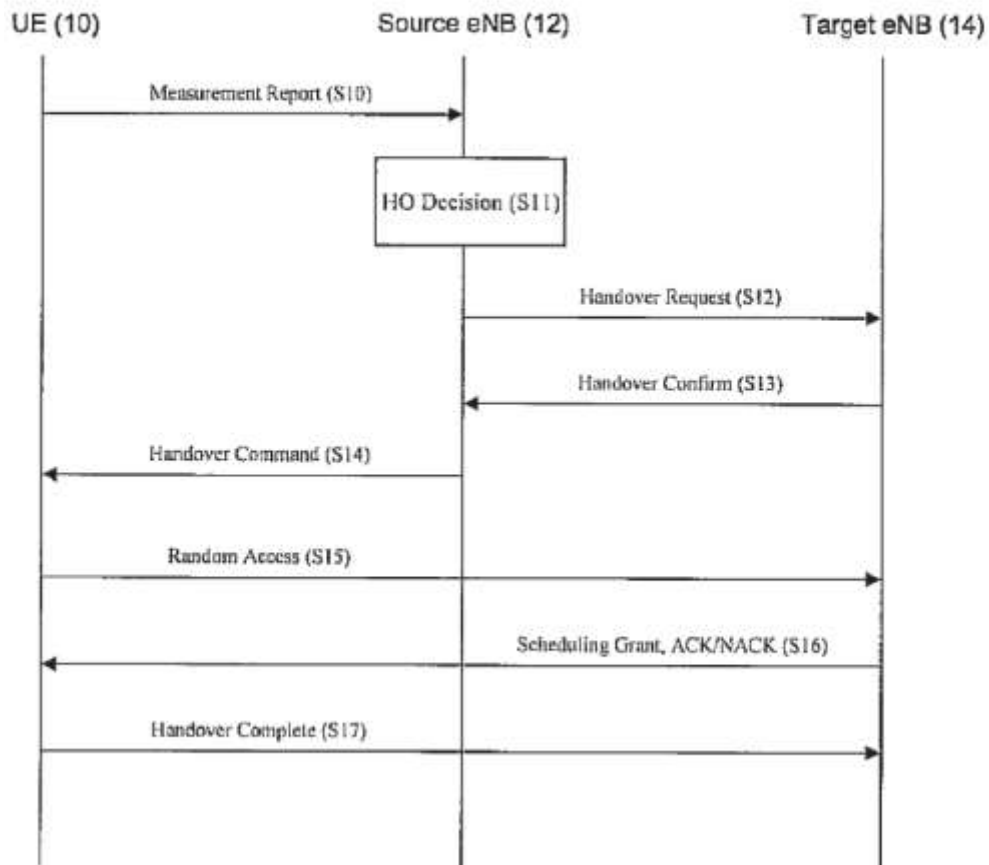 UE (10) Source eNB (12) Target eNB (14)
Measurement Report (S10)
HO Decision (S11)
Handover Request (S12)
Handover Confirm (S13)
Handover Command (S14)
Random Access (S15)
Scheduling Grant, ACK/NACK (S16)
Handover Complete (S17)